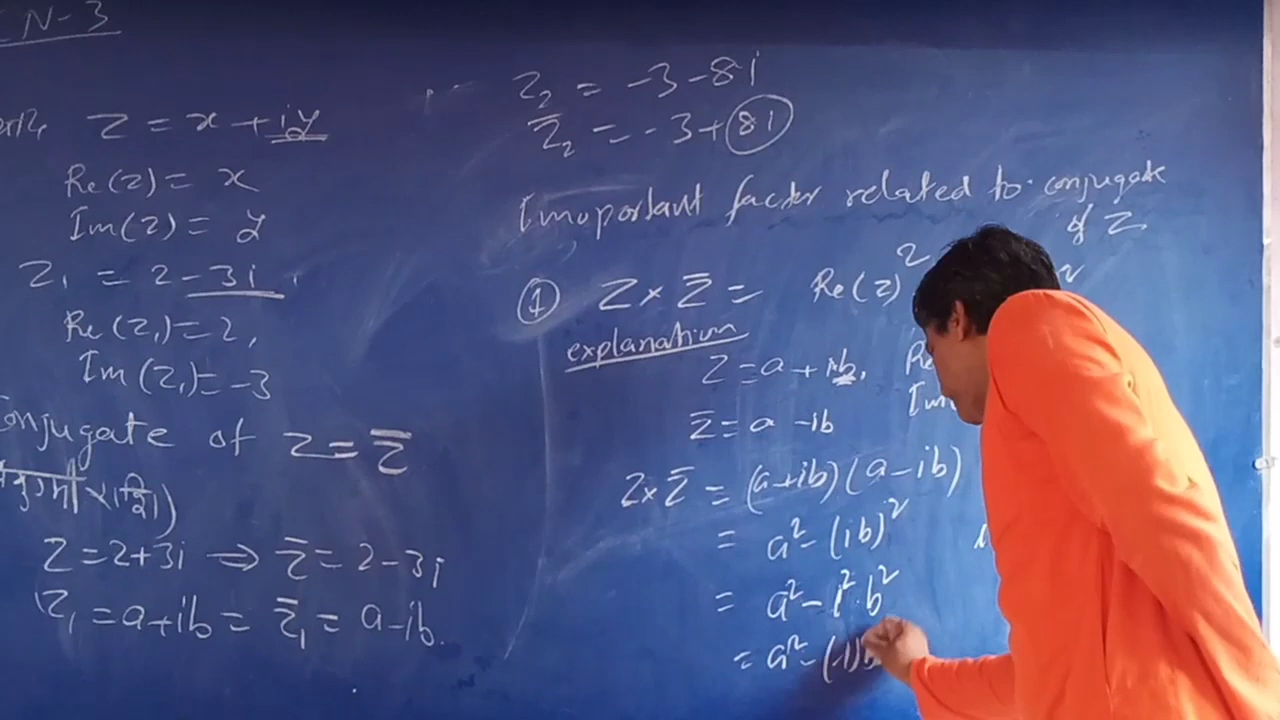 N-3
z = x + iy
Re(z) = x
Im(z) = y
z₁ = 2 - 3i
Re(z₁) = 2,
Im(z₁) = -3
Conjugate of z = z̅
z = 2+3i ⇒ z̅ = 2-3i
z₁ = a+ib = z̅₁ = a-ib.
z₂ = -3-8i
z̅₂ = -3+8i
Imoportant factor related to conjugate
of z
① z × z̅ = Re(z)²
explanation
z = a + ib,
z̅ = a - ib
z×z̅ = (a+ib)(a-ib)
= a² - (ib)²
= a² - i².b²
= a² - (-1)b